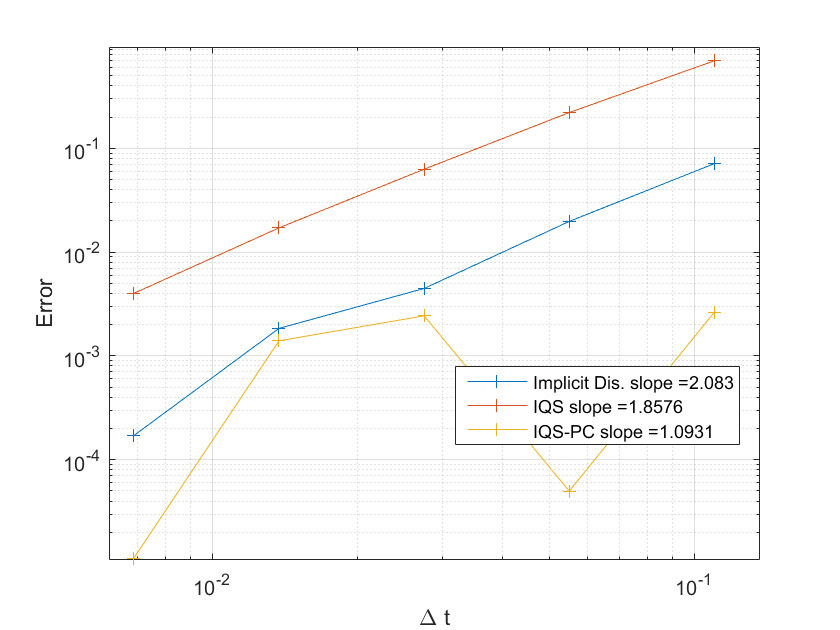 10^-1
10^-2
10^-3
10^-4
Error
Implicit Dis. slope =2.083
IQS slope =1.8576
IQS-PC slope =1.0931
10^-2
10^-1
Δ t